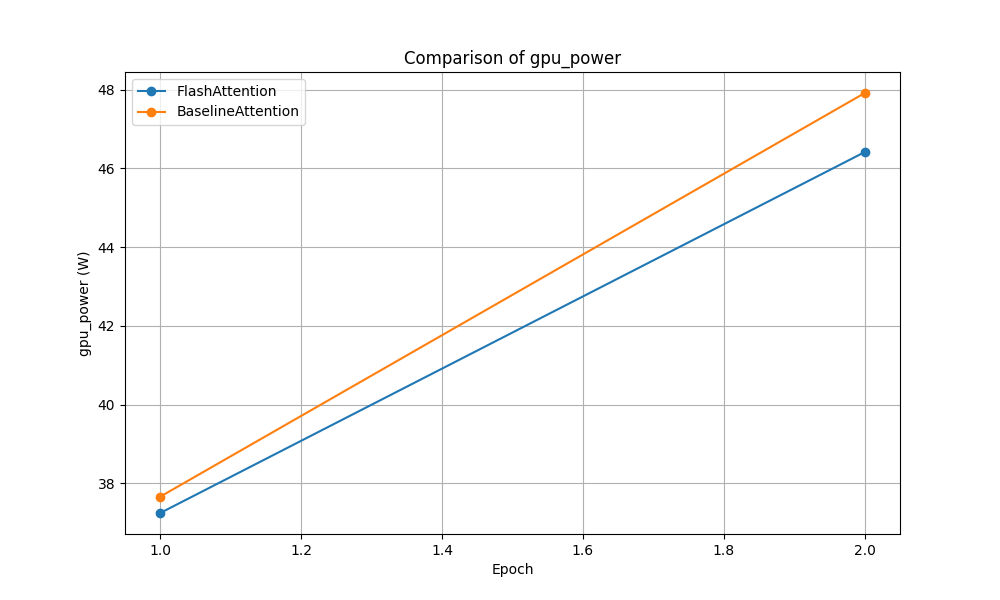 Comparison of gpu_power
FlashAttention
BaselineAttention
gpu_power (W)
48
46
44
42
40
38
1.0 1.2 1.4 1.6 1.8 2.0
Epoch